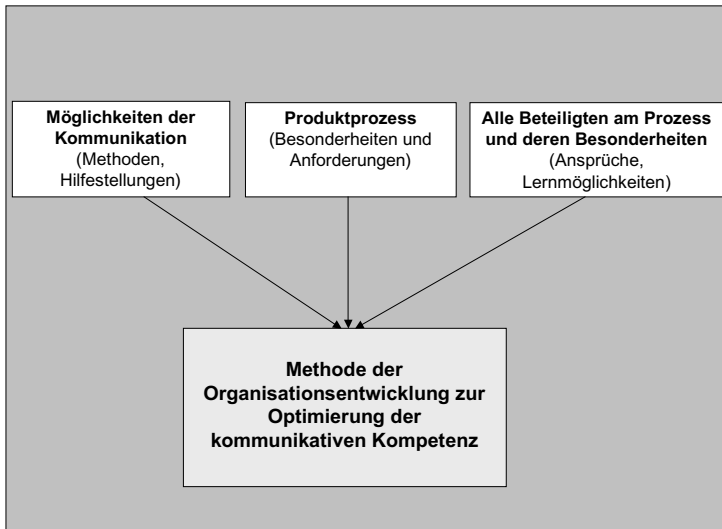 Möglichkeiten der
Kommunikation
(Methoden,
Hilfestellungen)
Produktprozess
(Besonderheiten und
Anforderungen)
Alle Beteiligten am Prozess
und deren Besonderheiten
(Ansprüche,
Lernmöglichkeiten)
Methode der
Organisationsentwicklung zur
Optimierung der
kommunikativen Kompetenz